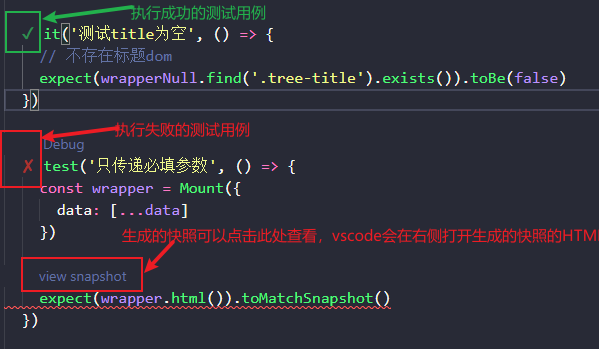 执行成功的测试用例
✓ it('测试title为空', () => {
// 不存在标题dom
expect(wrapperNull.find('.tree-title').exists()).toBe(false)
})
执行失败的测试用例
Debug
✗ test('只传递必填参数', () => {
const wrapper = Mount({
data: [...data]
})
生成的快照可以点击此处查看，vscode会在右侧打开生成的快照的HTM
view snapshot
expect(wrapper.html()).toMatchSnapshot()
})